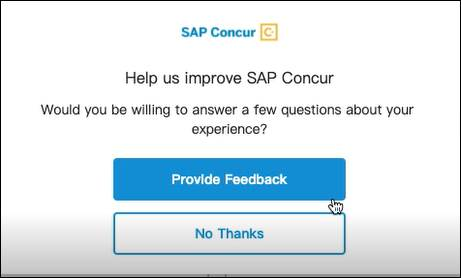 SAP Concur C
Help us improve SAP Concur
Would you be willing to answer a few questions about your
experience?
Provide Feedback
No Thanks